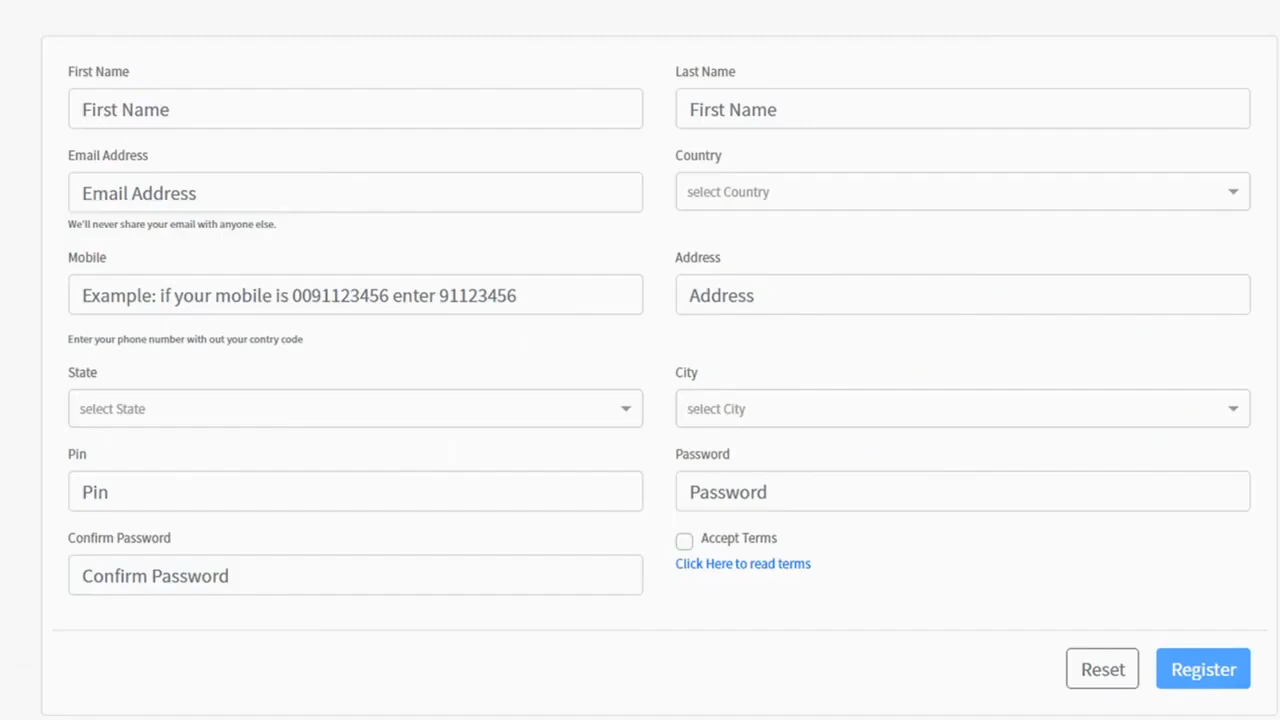 First Name
Last Name
First Name
First Name
Email Address
Country
Email Address
select Country
We'll never share your email with anyone else.
Mobile
Address
Example: if your mobile is 0091123456 enter 91123456
Address
Enter your phone number with out your contry code
State
City
select State
select City
Pin
Password
Pin
Password
Confirm Password
Accept Terms
Click Here to read terms
Confirm Password
Reset
Register